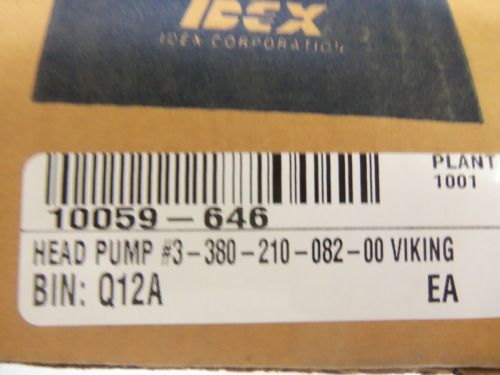 IDEX
IDEX CORPORATION
PLANT
1001
10059-646
HEAD PUMP #3-380-210-082-00 VIKING
BIN: Q12A EA